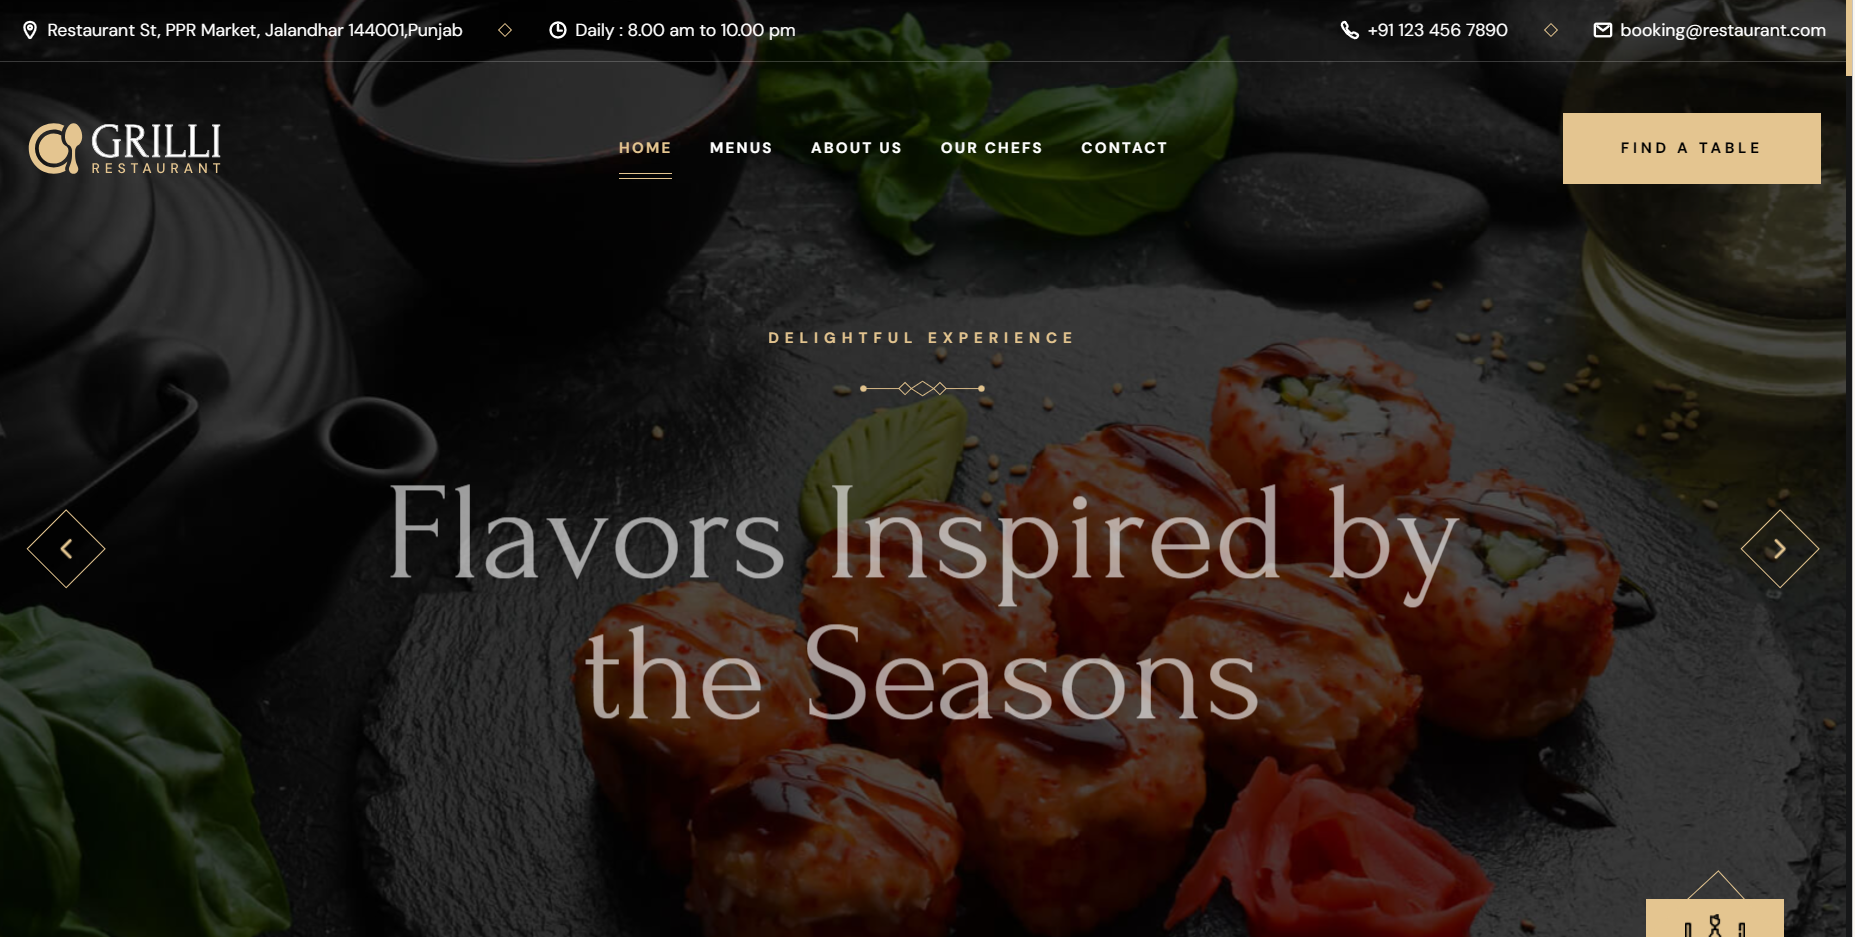 Restaurant St, PPR Market, Jalandhar 144001,Punjab
Daily : 8.00 am to 10.00 pm
+91 123 456 7890
booking@restaurant.com
GRILLI
RESTAURANT
HOME
MENUS
ABOUT US
OUR CHEFS
CONTACT
FIND A TABLE
DELIGHTFUL EXPERIENCE
Flavors Inspired by
the Seasons